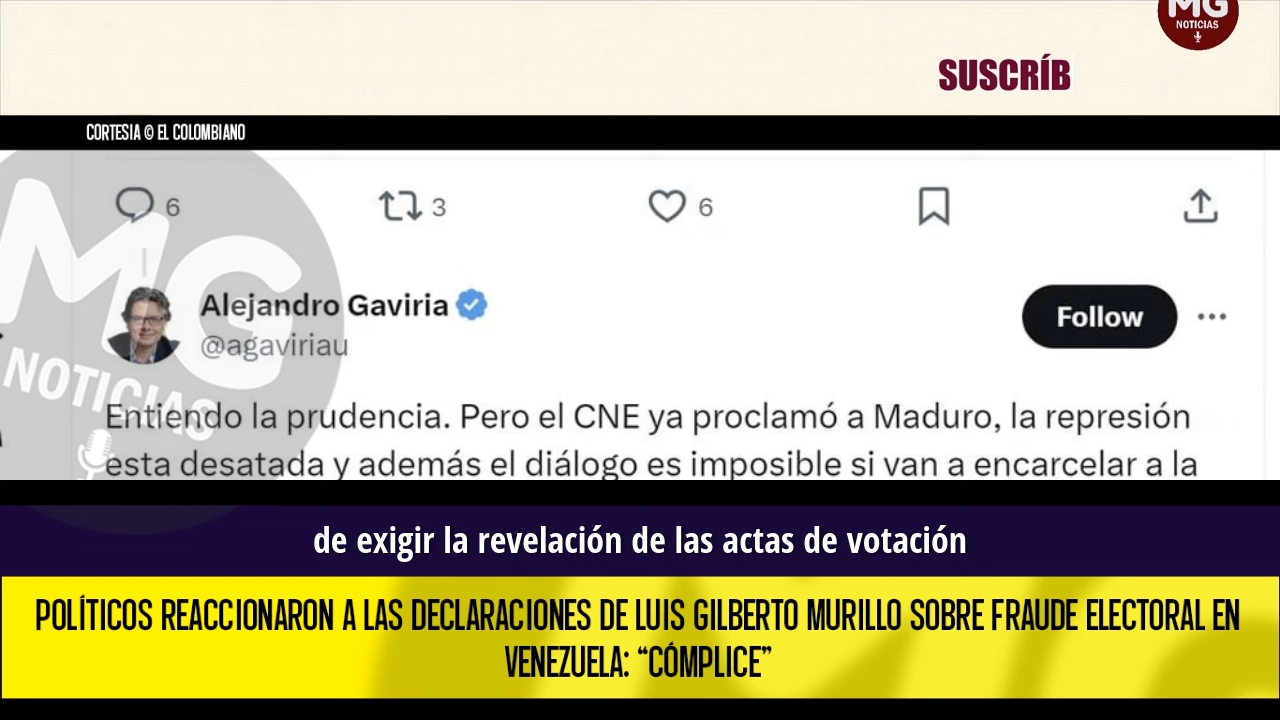 MG
NOTICIAS
SUSCRÍB
CORTESIA © EL COLOMBIANO
6 3 6
MG
NOTICIAS
Alejandro Gaviria
@agaviriau
Follow
Entiendo la prudencia. Pero el CNE ya proclamó a Maduro, la represión
esta desatada y además el diálogo es imposible si van a encarcelar a la
de exigir la revelación de las actas de votación
POLÍTICOS REACCIONARON A LAS DECLARACIONES DE LUIS GILBERTO MURILLO SOBRE FRAUDE ELECTORAL EN
VENEZUELA: “CÓMPLICE”